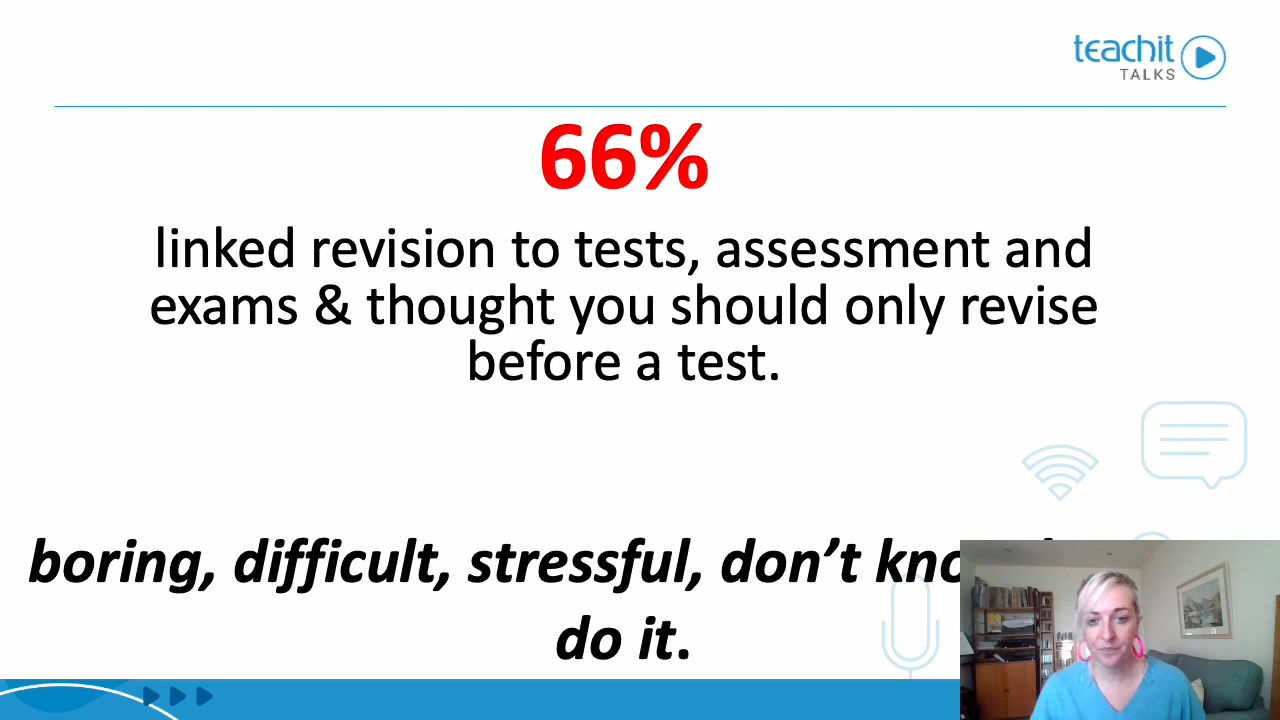 teachit
TALKS
66%
linked revision to tests, assessment and
exams & thought you should only revise
before a test.
boring, difficult, stressful, don’t
do it.